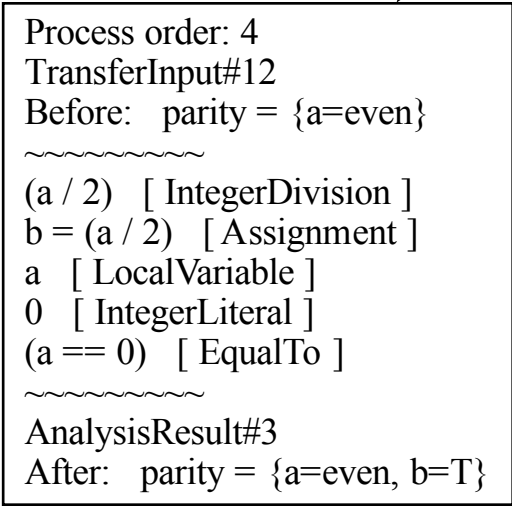 Process order: 4
TransferInput#12
Before: parity = {a=even}
~~~~~~~~~
(a / 2) [ IntegerDivision ]
b = (a / 2) [ Assignment ]
a [ LocalVariable ]
0 [ IntegerLiteral ]
(a == 0) [ EqualTo ]
~~~~~~~~~
AnalysisResult#3
After: parity = {a=even, b=T}